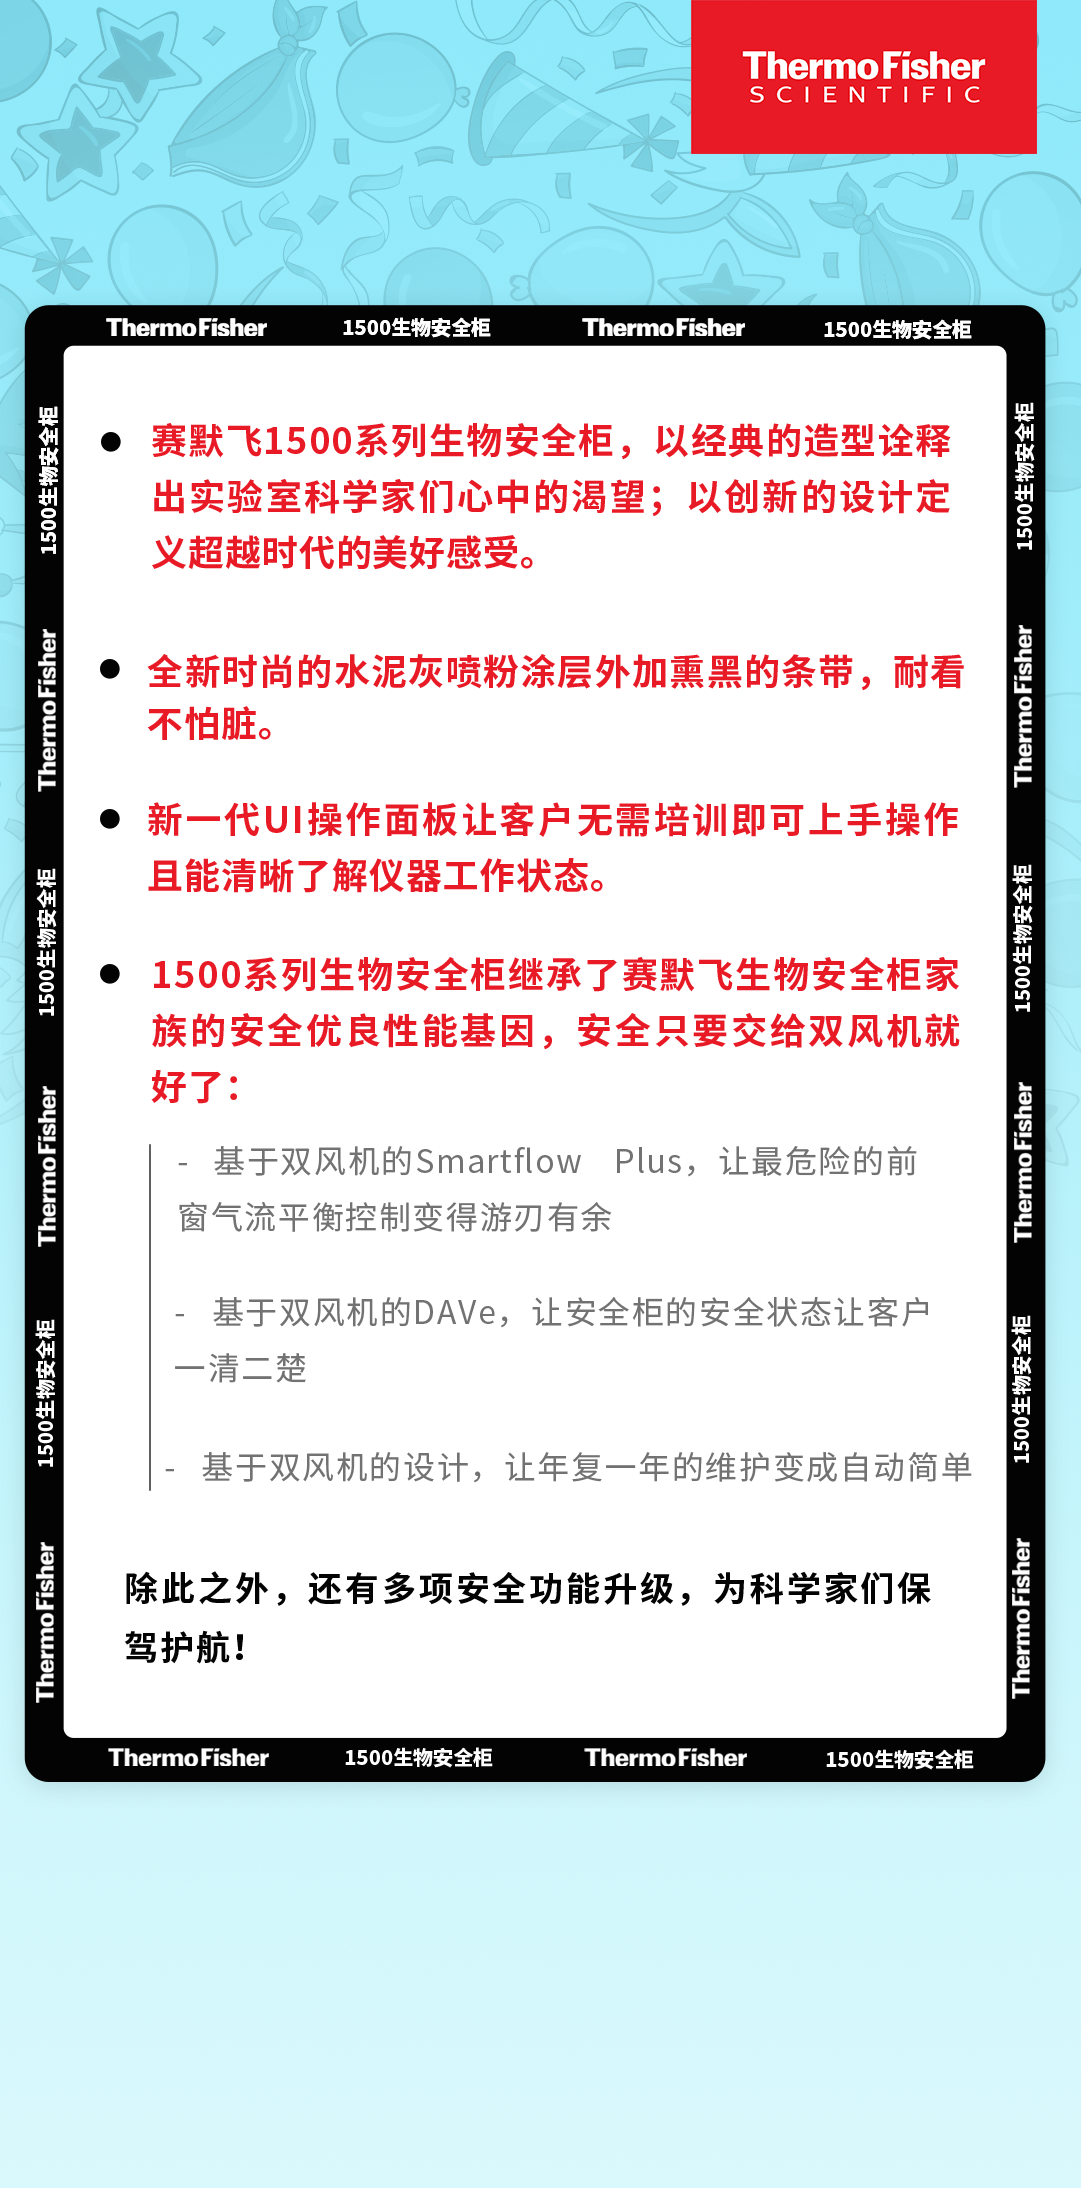 ThermoFisher
SCIENTIFIC
ThermoFisher
1500生物安全柜
ThermoFisher
1500生物安全柜
1500生物安全柜
ThermoFisher
1500生物安全柜
ThermoFisher
1500生物安全柜
ThermoFisher
赛默飞1500系列生物安全柜，以经典的造型诠释
出实验室科学家们心中的渴望；以创新的设计定
义超越时代的美好感受。
全新时尚的水泥灰喷粉涂层外加熏黑的条带，耐看
不怕脏。
新一代UI操作面板让客户无需培训即可上手操作
且能清晰了解仪器工作状态。
1500系列生物安全柜继承了赛默飞生物安全柜家
族的安全优良性能基因，安全只要交给双风机就
好了：
- 基于双风机的Smartflow Plus，让最危险的前
窗气流平衡控制变得游刃有余
- 基于双风机的DAVe，让安全柜的安全状态让客户
一清二楚
- 基于双风机的设计，让年复一年的维护变成自动简单
除此之外，还有多项安全功能升级，为科学家们保
驾护航！
1500生物安全柜
ThermoFisher
1500生物安全柜
ThermoFisher
1500生物安全柜
ThermoFisher
ThermoFisher
1500生物安全柜
ThermoFisher
1500生物安全柜